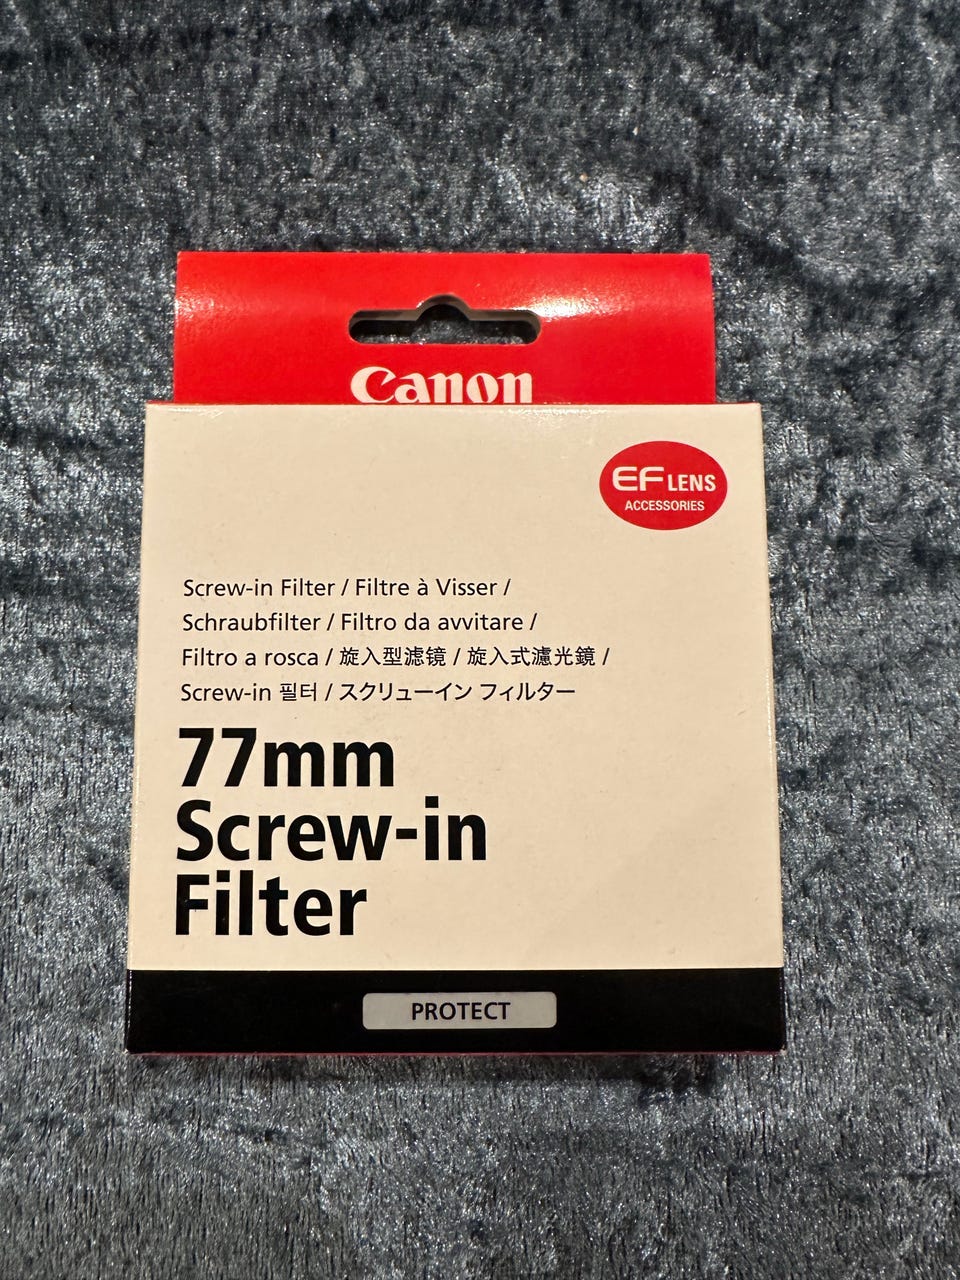 Canon
EF LENS
ACCESSORIES
Screw-in Filter / Filtre à Visser /
Schraubfilter / Filtro da avvitare /
Filtro a rosca / 旋入型滤镜 / 旋入式濾光鏡 /
Screw-in 필터 / スクリューイン フィルター
77mm
Screw-in
Filter
PROTECT